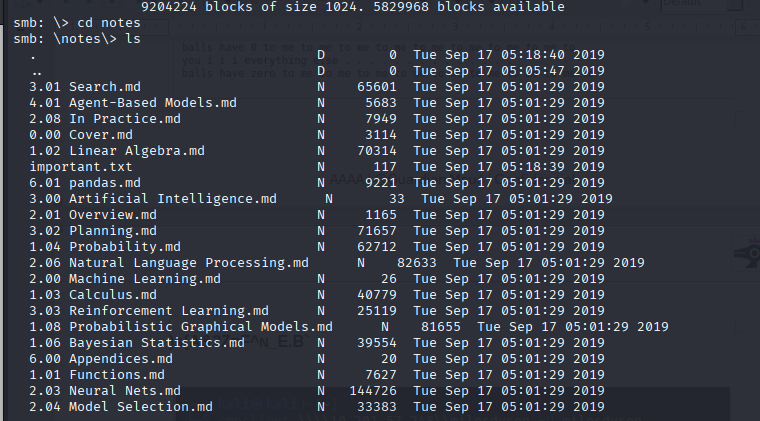 9204224 blocks of size 1024. 5829968 blocks available
smb: \> cd notes
smb: \notes\> ls
. D 0 Tue Sep 17 05:18:40 2019
.. D 0 Tue Sep 17 05:05:47 2019
3.01 Search.md N 65601 Tue Sep 17 05:01:29 2019
4.01 Agent-Based Models.md N 5683 Tue Sep 17 05:01:29 2019
2.08 In Practice.md N 7949 Tue Sep 17 05:01:29 2019
0.00 Cover.md N 3114 Tue Sep 17 05:01:29 2019
1.02 Linear Algebra.md N 70314 Tue Sep 17 05:01:29 2019
important.txt N 117 Tue Sep 17 05:18:39 2019
6.01 pandas.md N 9221 Tue Sep 17 05:01:29 2019
3.00 Artificial Intelligence.md N 33 Tue Sep 17 05:01:29 2019
2.01 Overview.md N 1165 Tue Sep 17 05:01:29 2019
3.02 Planning.md N 71657 Tue Sep 17 05:01:29 2019
1.04 Probability.md N 62712 Tue Sep 17 05:01:29 2019
2.06 Natural Language Processing.md N 82633 Tue Sep 17 05:01:29 2019
2.00 Machine Learning.md N 26 Tue Sep 17 05:01:29 2019
1.03 Calculus.md N 40779 Tue Sep 17 05:01:29 2019
3.03 Reinforcement Learning.md N 25119 Tue Sep 17 05:01:29 2019
1.08 Probabilistic Graphical Models.md N 81655 Tue Sep 17 05:01:29 2019
1.06 Bayesian Statistics.md N 39554 Tue Sep 17 05:01:29 2019
6.00 Appendices.md N 20 Tue Sep 17 05:01:29 2019
1.01 Functions.md N 7627 Tue Sep 17 05:01:29 2019
2.03 Neural Nets.md N 144726 Tue Sep 17 05:01:29 2019
2.04 Model Selection.md N 33383 Tue Sep 17 05:01:29 2019